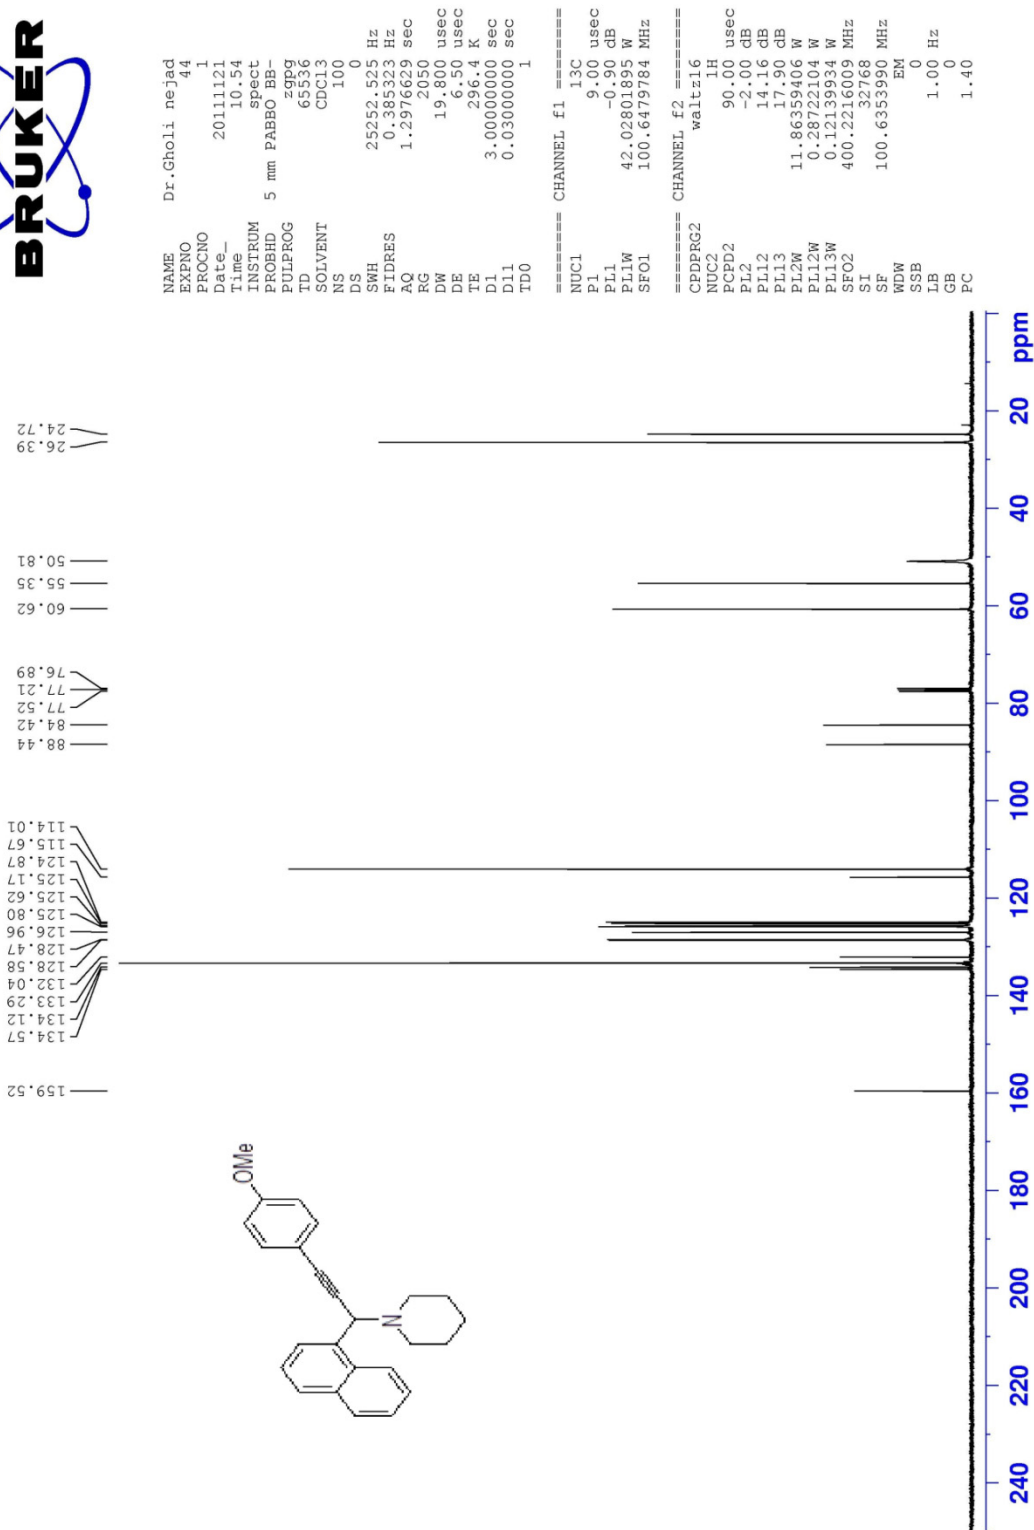 BRUKER
NAME Dr.Gholi nejad
EXPNO 44
PROCNO 1
Date_ 20111121
Time 10.54
INSTRUM spect
PROBHD 5 mm PABBO BB-
PULPROG zgpg
TD 65536
SOLVENT CDCl3
NS 100
DS 0
SWH 25252.525 Hz
FIDRES 0.385323 Hz
AQ 1.2976629 sec
RG 2050
DW 19.800 usec
DE 6.50 usec
TE 296.4 K
D1 3.00000000 sec
D11 0.03000000 sec
TD0 1
======== CHANNEL f1 ========
NUC1 13C
P1 9.00 usec
PL1 -0.90 dB
PL1W 42.02801895 W
SFO1 100.6479784 MHz
======== CHANNEL f2 ========
CPDPRG2 waltz16
NUC2 1H
PCPD2 90.00 usec
PL2 -2.00 dB
PL12 14.16 dB
PL13 17.90 dB
PL2W 11.86359406 W
PL12W 0.28722104 W
PL13W 0.12139934 W
SFO2 400.2216009 MHz
SI 32768
SF 100.6353990 MHz
WDW EM
SSB 0
LB 1.00 Hz
GB 0
PC 1.40
159.52
134.57
134.12
133.29
132.04
128.58
128.47
126.96
125.80
125.62
125.17
124.87
115.67
114.01
88.44
84.42
77.52
77.21
76.89
60.62
55.35
50.81
26.39
24.72
OMe
N
240 220 200 180 160 140 120 100 80 60 40 20 ppm